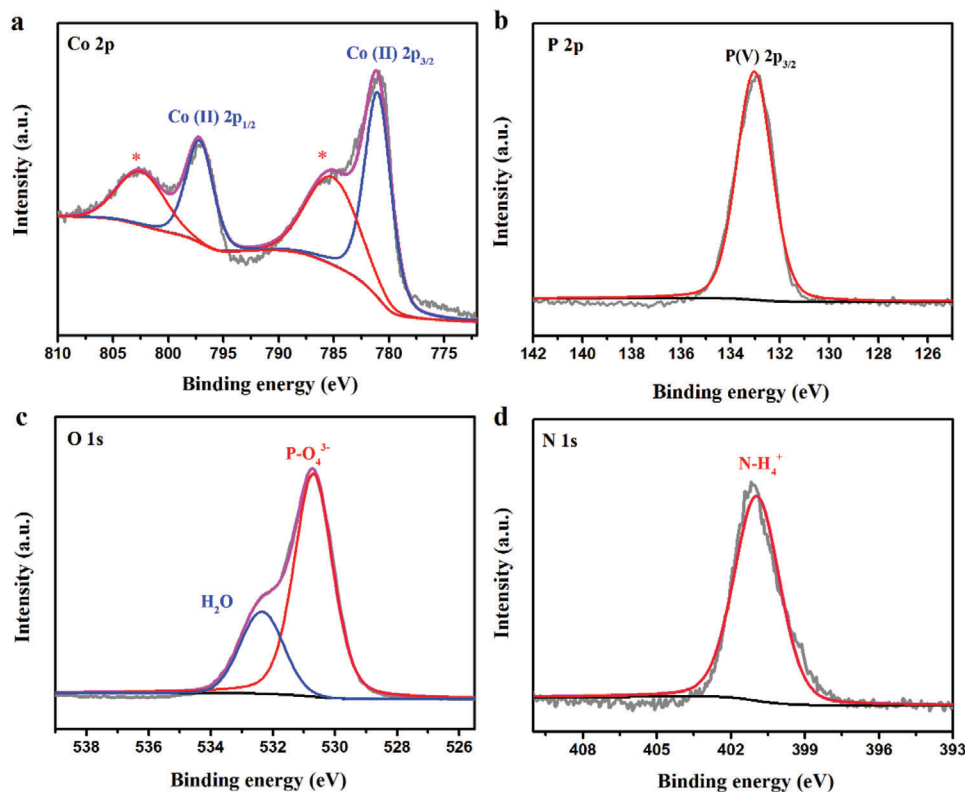 a
Co 2p
Co (II) 2p3/2
Co (II) 2p1/2
*
*
Intensity (a.u.)
810 805 800 795 790 785 780 775
Binding energy (eV)
b
P 2p
P(V) 2p3/2
Intensity (a.u.)
142 140 138 136 134 132 130 128 126
Binding energy (eV)
c
O 1s
P-O4 3-
H2O
Intensity (a.u.)
538 536 534 532 530 528 526
Binding energy (eV)
d
N 1s
N-H4 +
Intensity (a.u.)
408 405 402 399 396 393
Binding energy (eV)